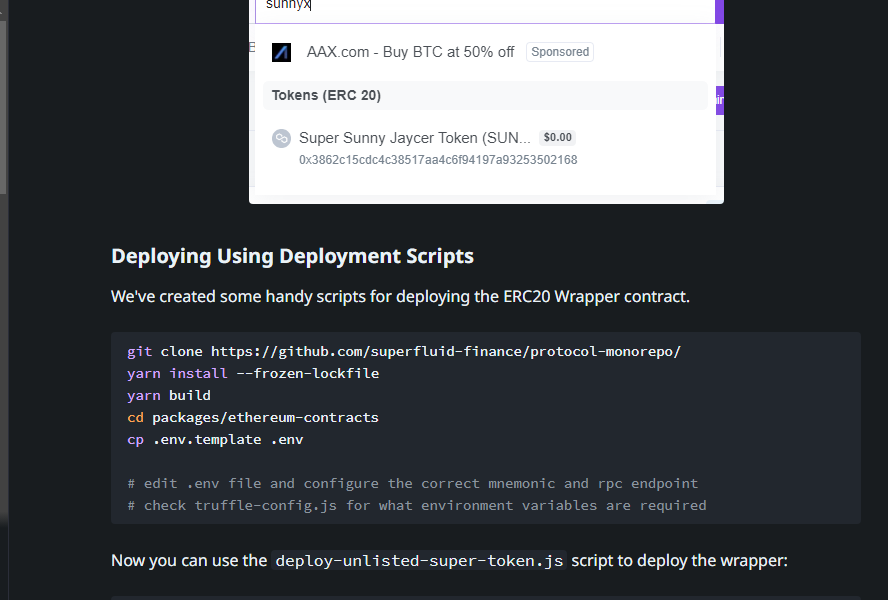 sunnyx
AAX.com - Buy BTC at 50% off Sponsored
Tokens (ERC 20)
Super Sunny Jaycer Token (SUN... $0.00
0x3862c15cdc4c38517aa4c6f94197a93253502168
Deploying Using Deployment Scripts
We've created some handy scripts for deploying the ERC20 Wrapper contract.
git clone https://github.com/superfluid-finance/protocol-monorepo/
yarn install --frozen-lockfile
yarn build
cd packages/ethereum-contracts
cp .env.template .env
# edit .env file and configure the correct mnemonic and rpc endpoint
# check truffle-config.js for what environment variables are required
Now you can use the deploy-unlisted-super-token.js script to deploy the wrapper: